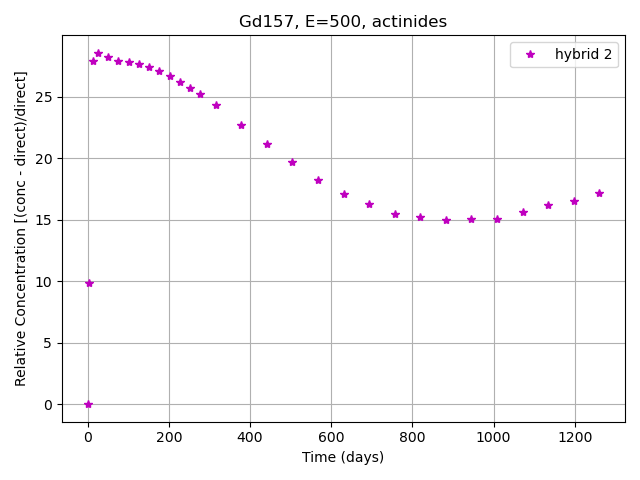 Gd157, E=500, actinides
hybrid 2
Relative Concentration [(conc - direct)/direct]
25
20
15
10
5
0
0 200 400 600 800 1000 1200
Time (days)